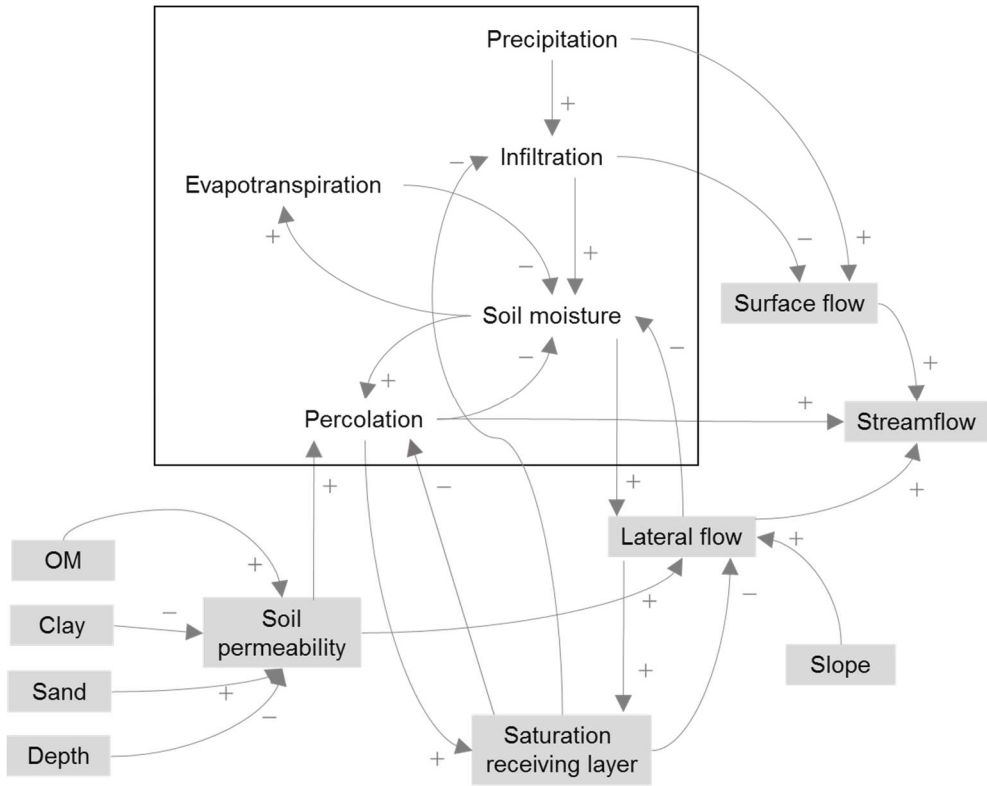 Precipitation
+
Infiltration
−
Evapotranspiration
+
+
−
+
−
Surface flow
Soil moisture
−
−
+
+
Percolation
+
Streamflow
−
+
+
+
OM
+
Lateral flow
+
Clay
−
Soil
permeability
+
−
Slope
Sand
+
−
+
Depth
+
Saturation
receiving layer